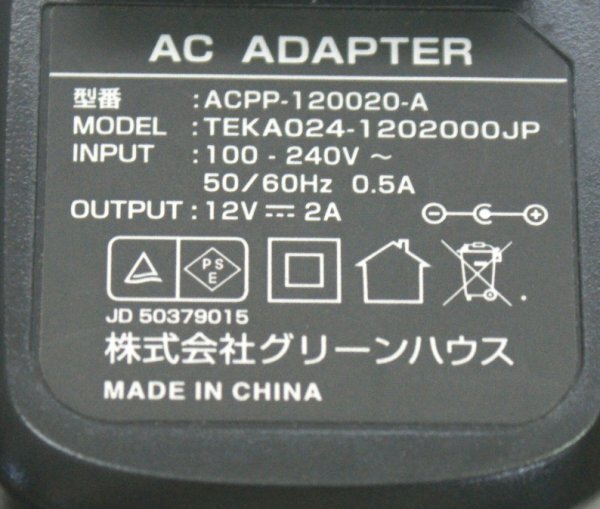 AC ADAPTER
型番 :ACPP-120020-A
MODEL :TEKA024-1202000JP
INPUT :100 - 240V ～
50/60Hz 0.5A
OUTPUT : 12V ⎓ 2A
PS
E
JD 50379015
株式会社グリーンハウス
MADE IN CHINA